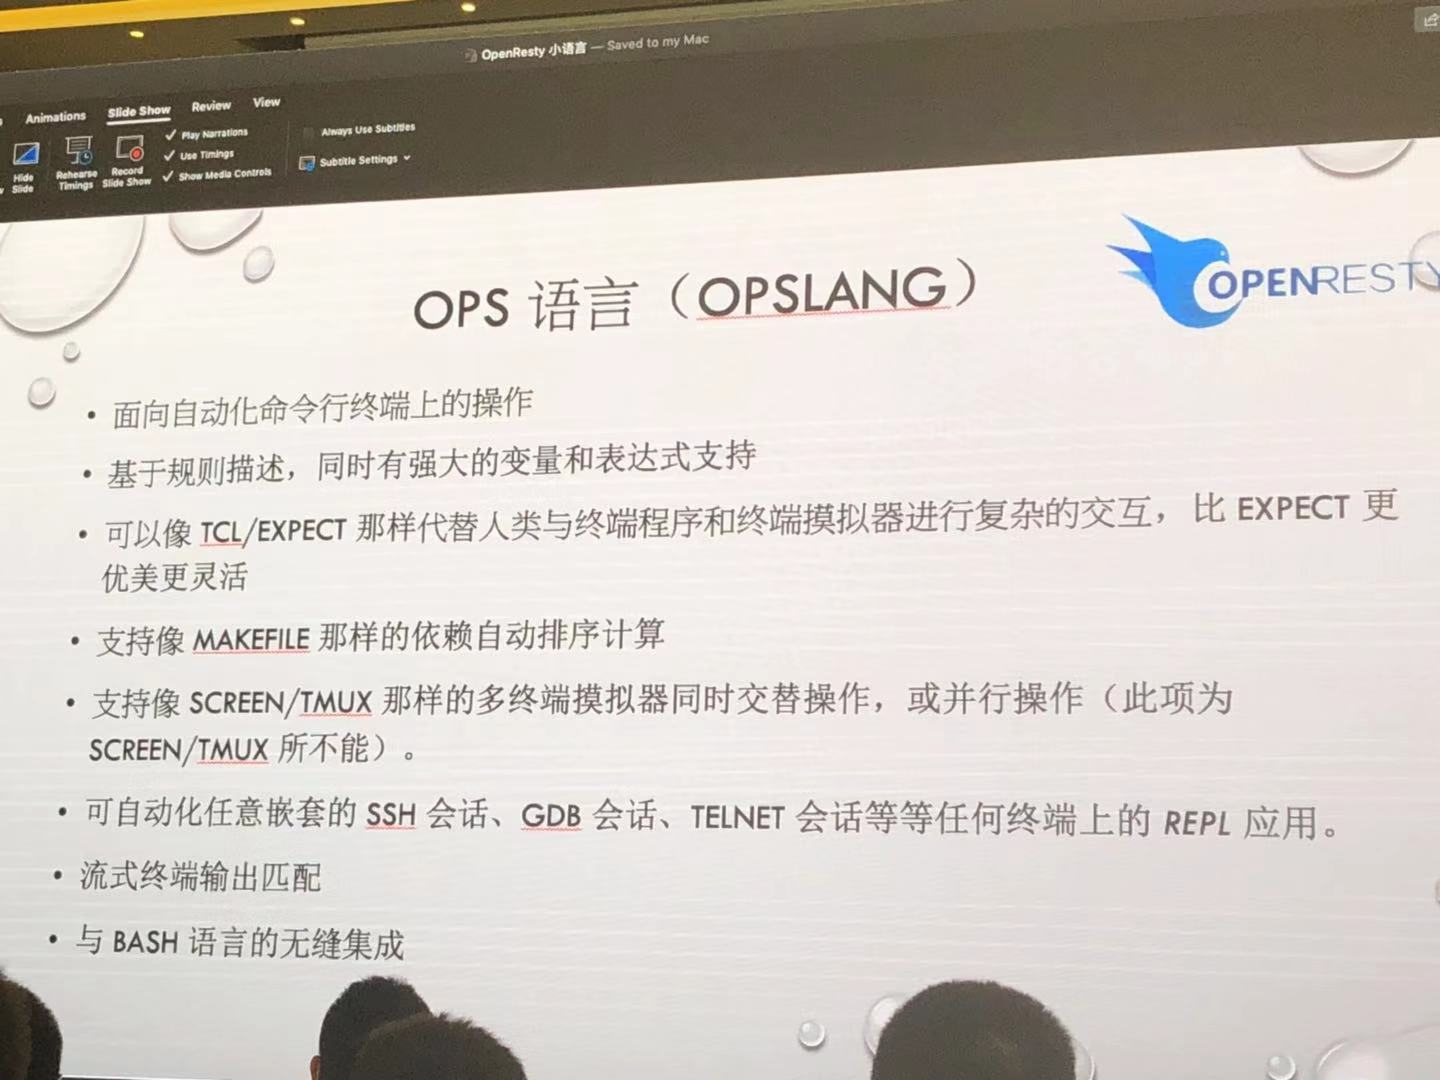 OpenResty 小语言 — Saved to my Mac
Animations Slide Show Review View
Hide Slide
Rehearse Timings
Record Slide Show
Play Narrations
Use Timings
Show Media Controls
Always Use Subtitles
Subtitle Settings
OPS 语言（OPSLANG）
OPENRESTY
• 面向自动化命令行终端上的操作
• 基于规则描述，同时有强大的变量和表达式支持
• 可以像 TCL/EXPECT 那样代替人类与终端程序和终端摸拟器进行复杂的交互，比 EXPECT 更
优美更灵活
• 支持像 MAKEFILE 那样的依赖自动排序计算
• 支持像 SCREEN/TMUX 那样的多终端摸拟器同时交替操作，或并行操作（此项为
SCREEN/TMUX 所不能）。
• 可自动化任意嵌套的 SSH 会话、GDB 会话、TELNET 会话等等任何终端上的 REPL 应用。
• 流式终端输出匹配
• 与 BASH 语言的无缝集成